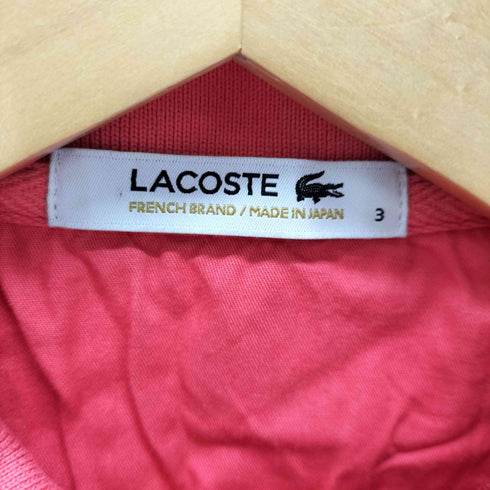 LACOSTE
FRENCH BRAND / MADE IN JAPAN 3